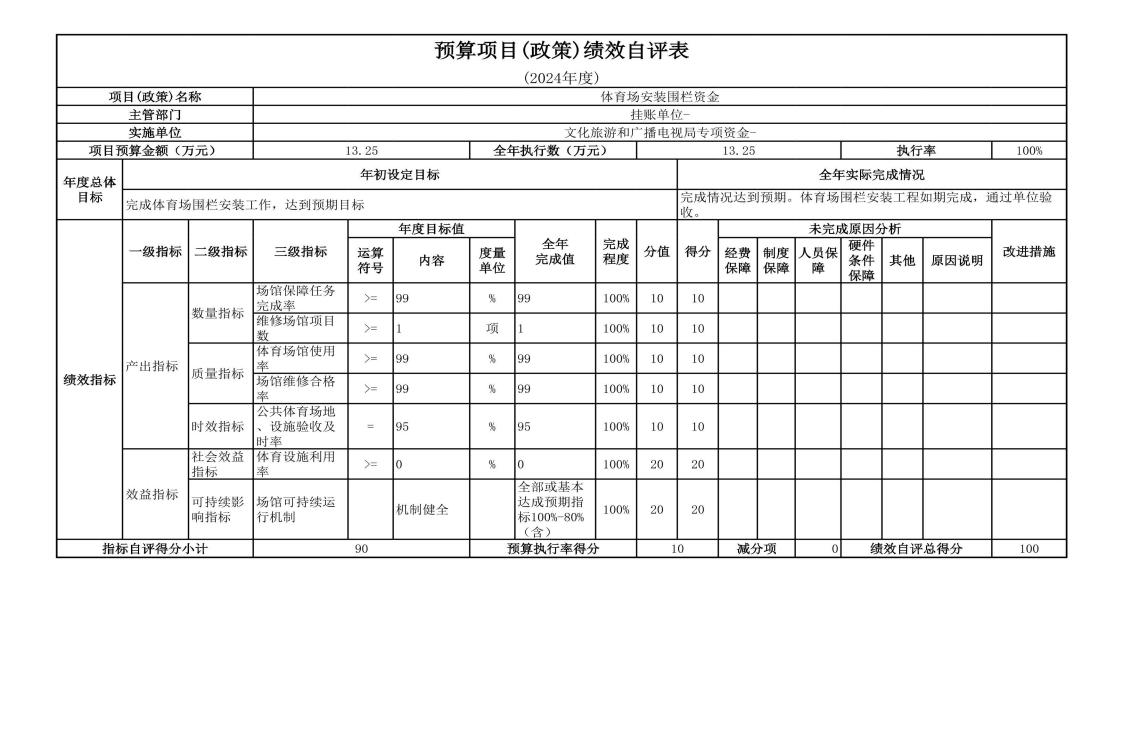 预算项目(政策)绩效自评表
(2024年度)
项目(政策)名称 体育场安装围栏资金
主管部门 挂账单位-
实施单位 文化旅游和广播电视局专项资金-
项目预算金额（万元） 13.25 全年执行数（万元） 13.25 执行率 100%
年度总体目标 年初设定目标 全年实际完成情况
完成体育场围栏安装工作，达到预期目标 完成情况达到预期。体育场围栏安装工程如期完成，通过单位验收。
绩效指标 一级指标 二级指标 三级指标 年度目标值 全年完成值 完成程度 分值 得分 未完成原因分析 改进措施
运算符号 内容 度量单位 经费保障 制度保障 人员保障 硬件条件保障 其他 原因说明
产出指标 数量指标 场馆保障任务完成率 >= 99 % 99 100% 10 10
维修场馆项目数 >= 1 项 1 100% 10 10
质量指标 体育场馆使用率 >= 99 % 99 100% 10 10
场馆维修合格率 >= 99 % 99 100% 10 10
时效指标 公共体育场地、设施验收及时率 = 95 % 95 100% 10 10
效益指标 社会效益指标 体育设施利用率 >= 0 % 0 100% 20 20
可持续影响指标 场馆可持续运行机制 机制健全 全部或基本达成预期指标100%-80%（含） 100% 20 20
指标自评得分小计 90 预算执行率得分 10 减分项 0 绩效自评总得分 100